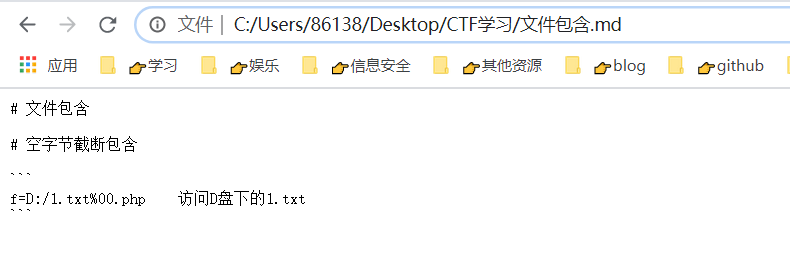 文件 | C:/Users/86138/Desktop/CTF学习/文件包含.md
应用 👉学习 👉娱乐 👉信息安全 👉其他资源 👉blog 👉github
# 文件包含
# 空字节截断包含
```
f=D:/1.txt%00.php 访问D盘下的1.txt
```